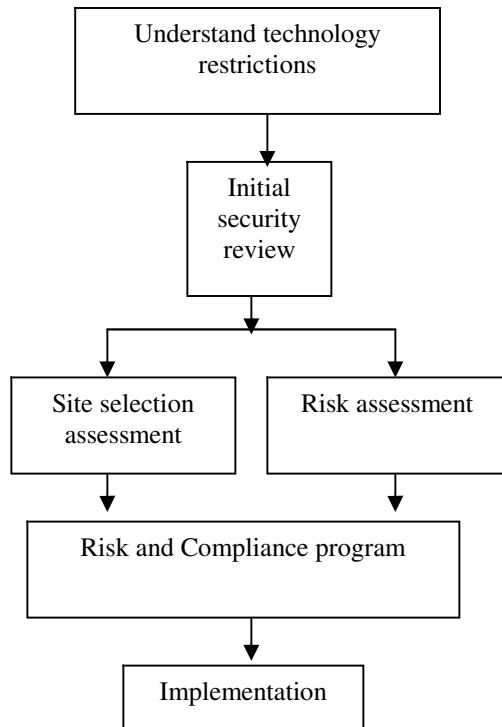 Understand technology
restrictions
Initial
security
review
Site selection
assessment
Risk assessment
Risk and Compliance program
Implementation